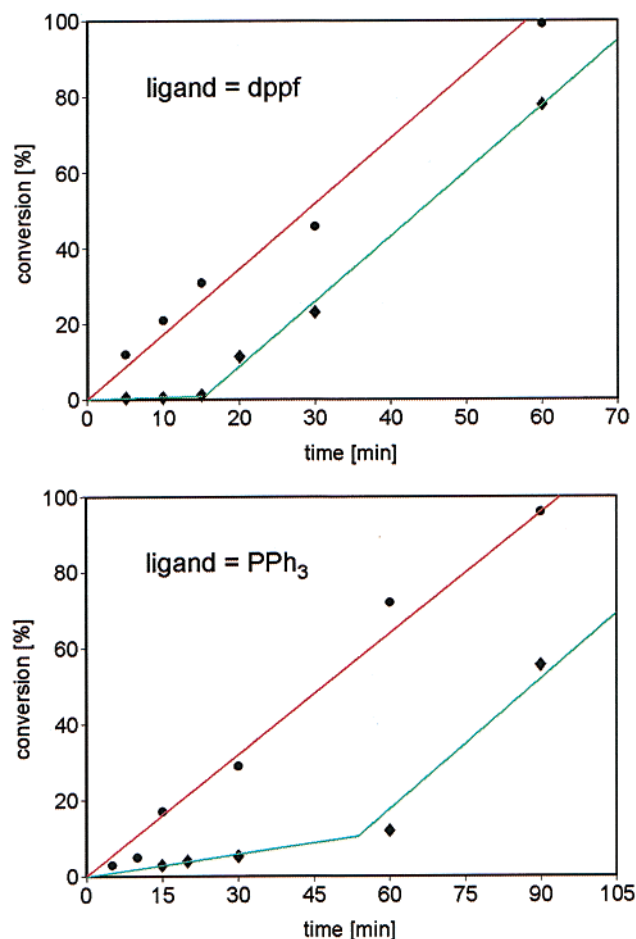 100
80
60
40
20
0
conversion [%]
ligand = dppf
0 10 20 30 40 50 60 70
time [min]
100
80
60
40
20
0
conversion [%]
ligand = PPh₃
0 15 30 45 60 75 90 105
time [min]